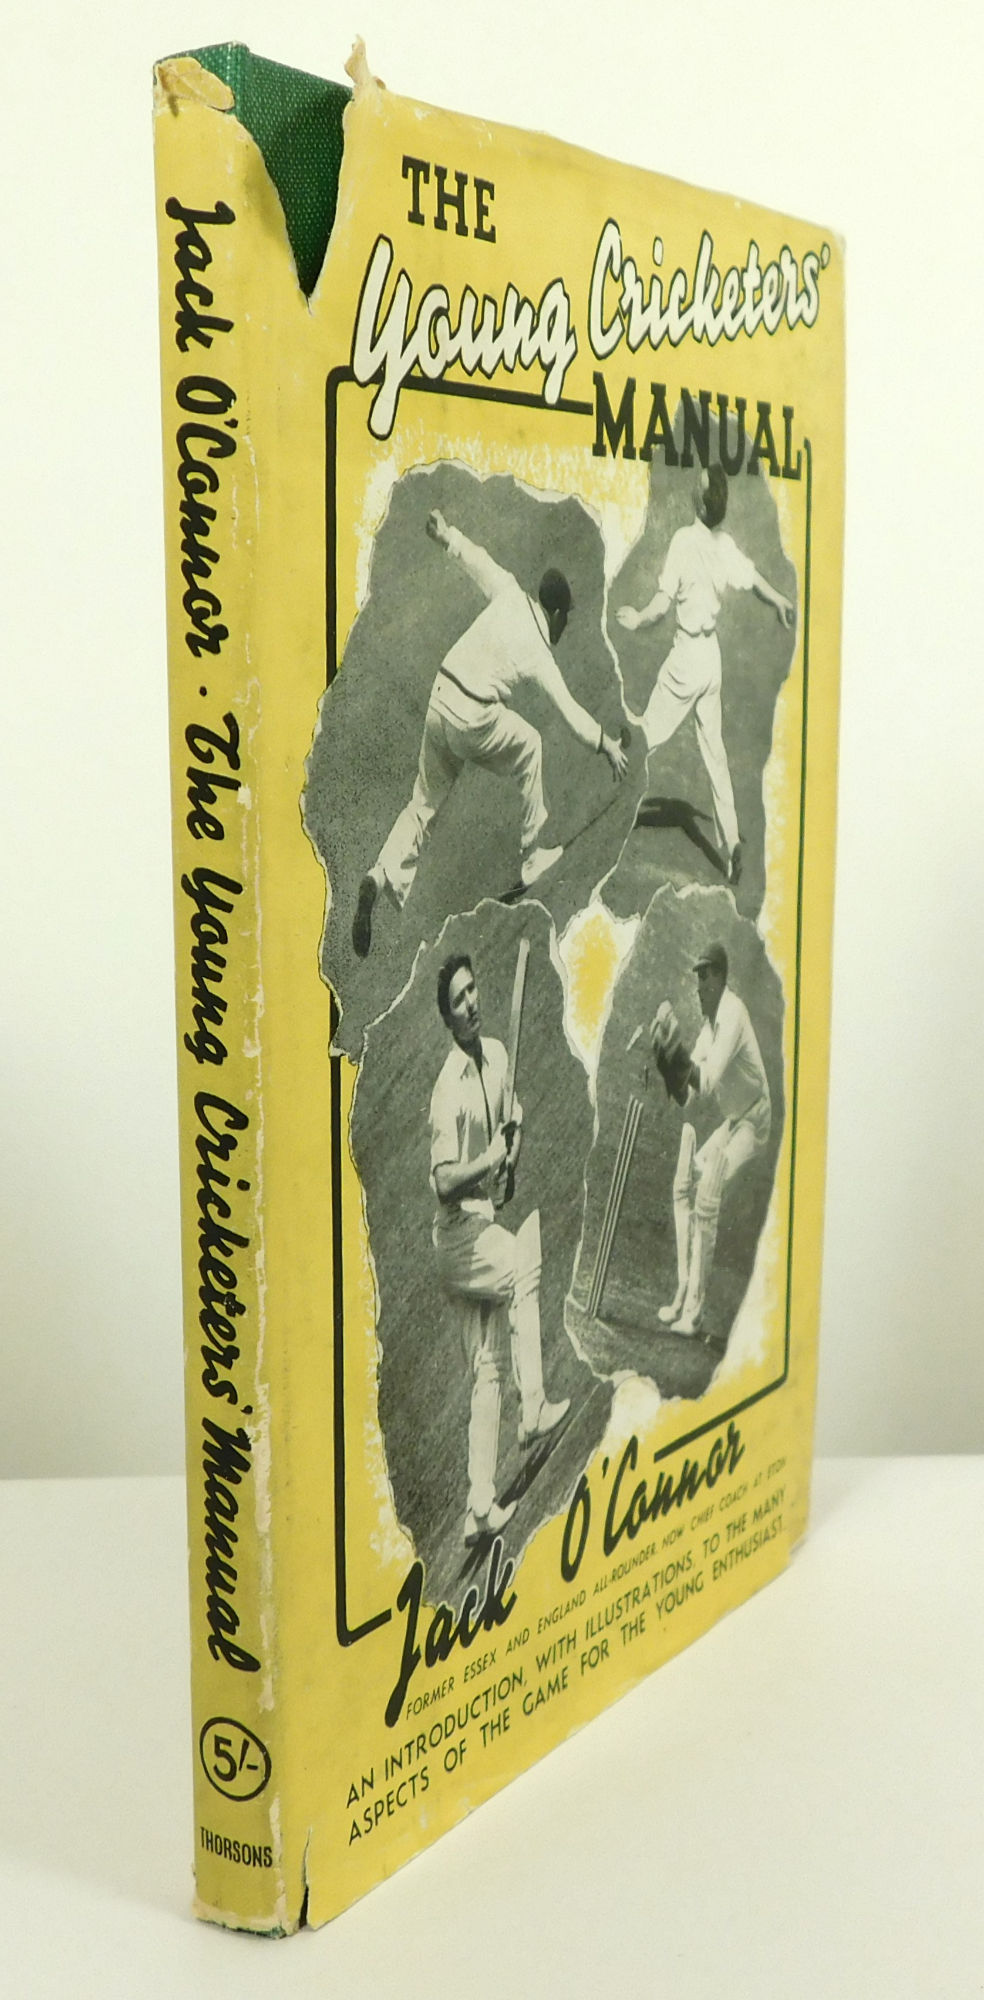 Jack O'Connor · The Young Cricketers' Manual
5/-
THORSONS
THE
Young Cricketers'
MANUAL
Jack O'Connor
FORMER ESSEX AND ENGLAND ALL-ROUNDER, NOW CHIEF COACH AT ETON
AN INTRODUCTION, WITH ILLUSTRATIONS, TO THE MANY
ASPECTS OF THE GAME FOR THE YOUNG ENTHUSIAST.